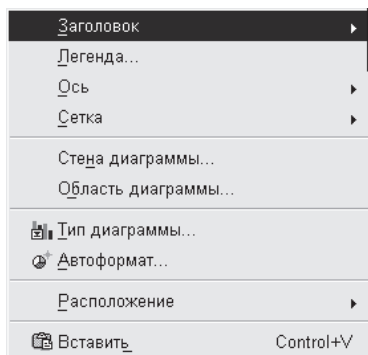 Заголовок
Легенда...
Ось
Сетка
Стена диаграммы...
Область диаграммы...
Тип диаграммы...
Автоформат...
Расположение
Вставить Control+V